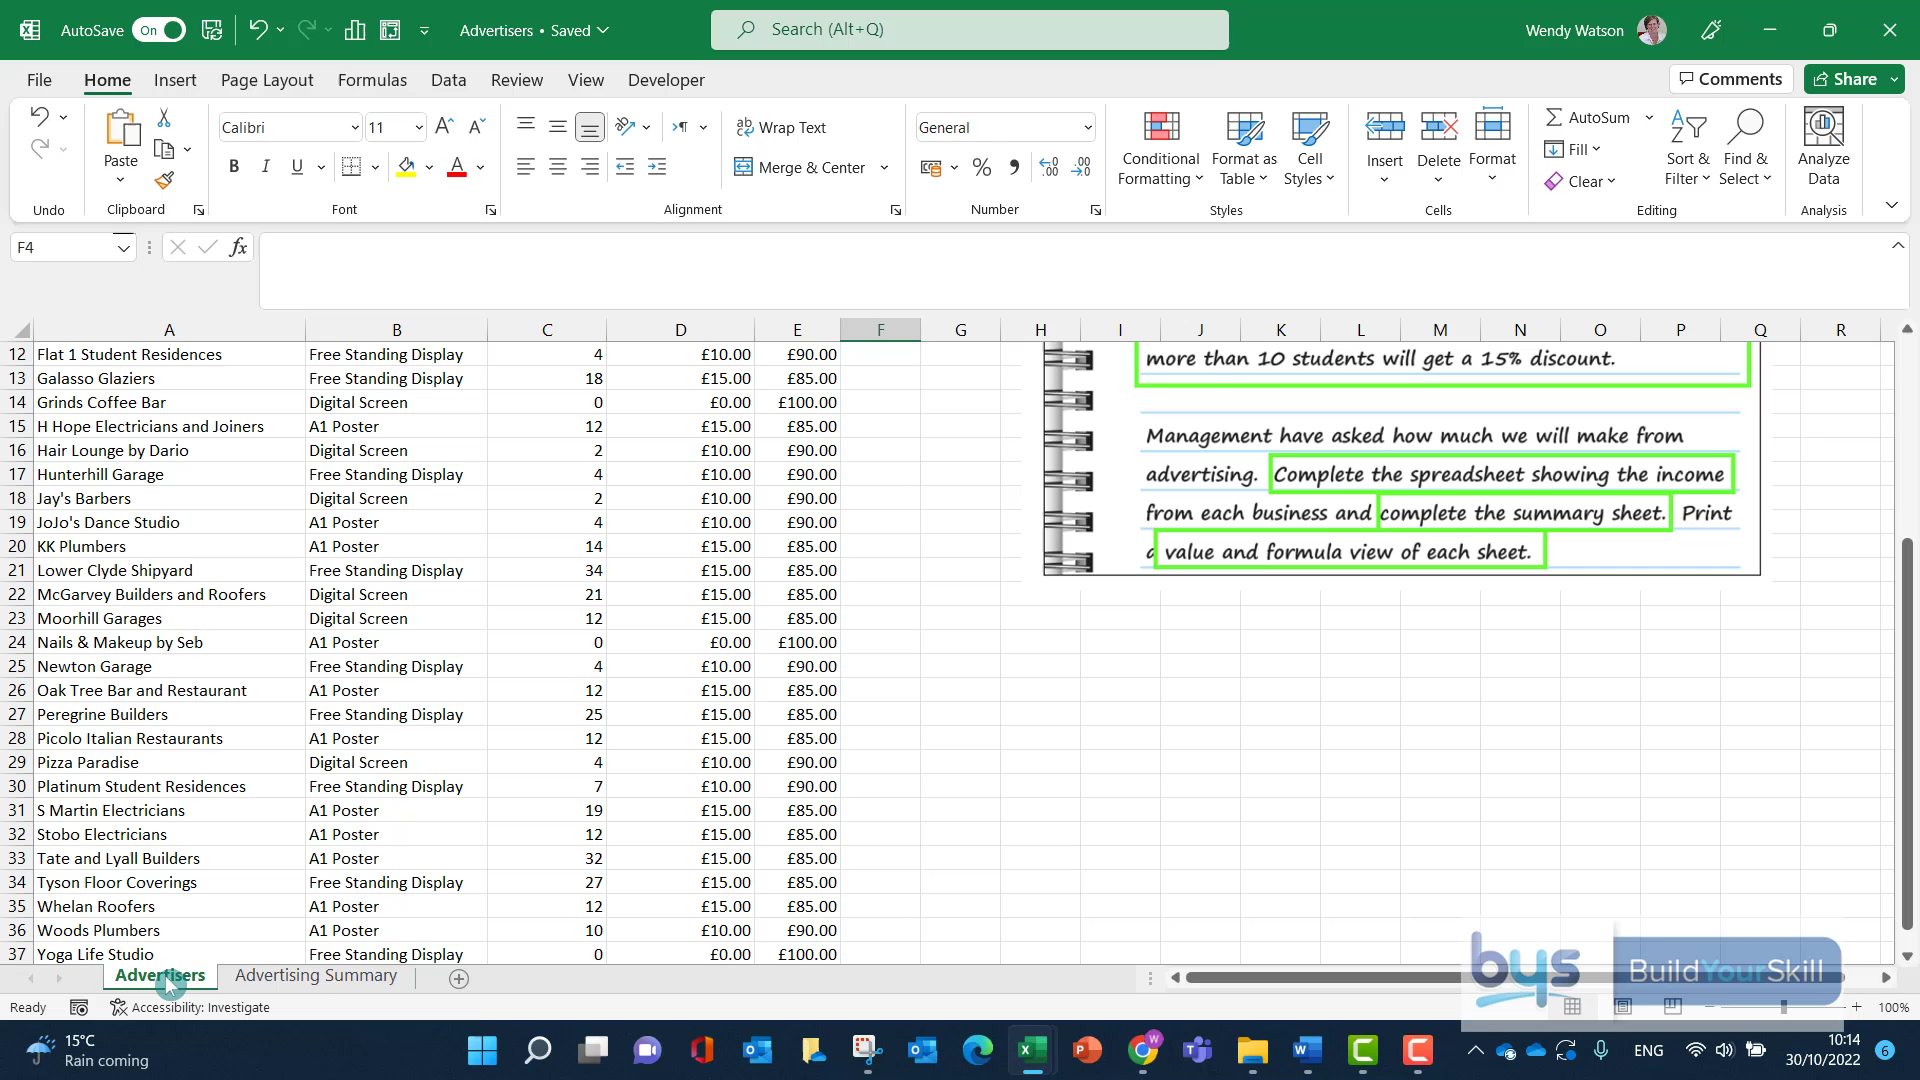 AutoSave On Advertisers • Saved Search (Alt+Q) Wendy Watson
File Home Insert Page Layout Formulas Data Review View Developer Comments Share
Undo
Paste
Clipboard
Calibri 11
Font
Wrap Text
Merge & Center
Alignment
General
Number
Conditional Formatting
Format as Table
Cell Styles
Styles
Insert Delete Format
Cells
AutoSum
Fill
Clear
Sort & Filter
Find & Select
Editing
Analyze Data
Analysis
F4 fx
A B C D E F G H I J K L M N O P Q R
12 Flat 1 Student Residences Free Standing Display 4 £10.00 £90.00
13 Galasso Glaziers Free Standing Display 18 £15.00 £85.00
14 Grinds Coffee Bar Digital Screen 0 £0.00 £100.00
15 H Hope Electricians and Joiners A1 Poster 12 £15.00 £85.00
16 Hair Lounge by Dario Digital Screen 2 £10.00 £90.00
17 Hunterhill Garage Free Standing Display 4 £10.00 £90.00
18 Jay's Barbers Digital Screen 2 £10.00 £90.00
19 JoJo's Dance Studio A1 Poster 4 £10.00 £90.00
20 KK Plumbers A1 Poster 14 £15.00 £85.00
21 Lower Clyde Shipyard Free Standing Display 34 £15.00 £85.00
22 McGarvey Builders and Roofers Digital Screen 21 £15.00 £85.00
23 Moorhill Garages Digital Screen 12 £15.00 £85.00
24 Nails & Makeup by Seb A1 Poster 0 £0.00 £100.00
25 Newton Garage Free Standing Display 4 £10.00 £90.00
26 Oak Tree Bar and Restaurant A1 Poster 12 £15.00 £85.00
27 Peregrine Builders Free Standing Display 25 £15.00 £85.00
28 Picolo Italian Restaurants A1 Poster 12 £15.00 £85.00
29 Pizza Paradise Digital Screen 4 £10.00 £90.00
30 Platinum Student Residences Free Standing Display 7 £10.00 £90.00
31 S Martin Electricians A1 Poster 19 £15.00 £85.00
32 Stobo Electricians A1 Poster 12 £15.00 £85.00
33 Tate and Lyall Builders A1 Poster 32 £15.00 £85.00
34 Tyson Floor Coverings Free Standing Display 27 £15.00 £85.00
35 Whelan Roofers A1 Poster 12 £15.00 £85.00
36 Woods Plumbers A1 Poster 10 £10.00 £90.00
37 Yoga Life Studio Free Standing Display 0 £0.00 £100.00
more than 10 students will get a 15% discount.
Management have asked how much we will make from
advertising. Complete the spreadsheet showing the income
from each business and complete the summary sheet. Print
a value and formula view of each sheet.
Advertisers Advertising Summary
bys BuildYourSkill
Ready Accessibility: Investigate 100%
15°C
Rain coming
ENG
10:14
30/10/2022
6